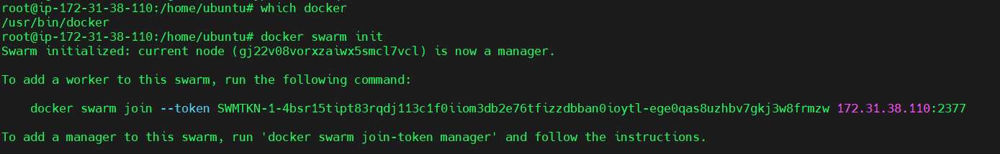 root@ip-172-31-38-110:/home/ubuntu# which docker
/usr/bin/docker
root@ip-172-31-38-110:/home/ubuntu# docker swarm init
Swarm initialized: current node (gj22v08vorxzaiwx5smcl7vcl) is now a manager.
To add a worker to this swarm, run the following command:
docker swarm join --token SWMTKN-1-4bsr15tipt83rqdj113c1f0iiom3db2e76tfizzdbban0ioytl-ege0qas8uzhbv7gkj3w8frmzw 172.31.38.110:2377
To add a manager to this swarm, run 'docker swarm join-token manager' and follow the instructions.